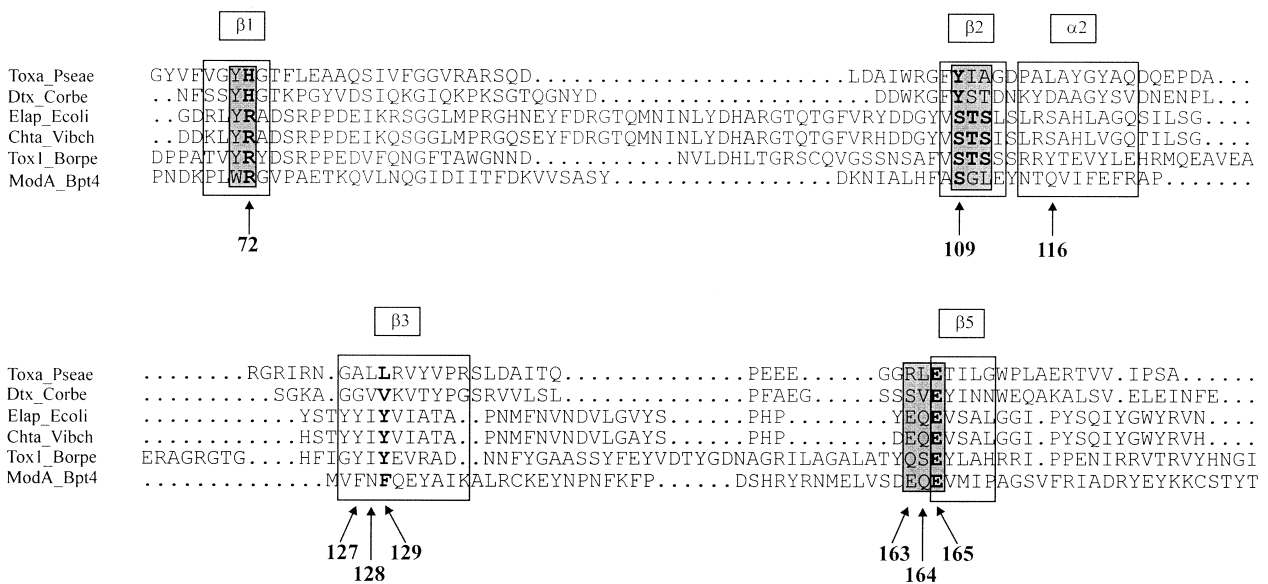 β1 β2 α2
Toxa_Pseae GYVFVGYHGTFLEAAQSIVFGGVRARSQD.........................LDAIWRGFYIAGDPALAYGYAQDQEPDA...
Dtx_Corbe ..NFSSYHGTKPGYVDSIQKGIQKPKSGTQGNYD......................DDWKGFYSTDNKYDAAGYSVDNENPL...
Elap_Ecoli ..GDRLYRADSRPPDEIKRSGGLMPRGHNEYFDRGTQMNINLYDHARGTQTGFVRYDDGYVSTSLSLRSAHLAGQSILSG....
Chta_Vibch ..DDKLYRADSRPPDEIKQSGGLMPRGQSEYFDRGTQMNINLYDHARGTQTGFVRHDDGYVSTSISLRSAHLVGQTILSG....
Tox1_Borpe DPPATVYRYDSRPPEDVFQNGFTAWGNND...........NVLDHLTGRSCQVGSSNSAFVSTSSSRRYTEVYLEHRMQEAVEA
ModA_Bpt4 PNDKPLWRGVPAETKQVLNQGIDIITFDKVVSASY.................DKNIALHFASGLEYNTQVIFEFRAP.......
72 109 116
β3 β5
Toxa_Pseae ........RGRIRN.GALLRVYVPRSLDAITQ..............PEEE......GGRLETILGWPLAERTVV.IPSA....
Dtx_Corbe ..........SGKA.GGVVKVTYPGSRVVLSL..............PFAEG.....SSSVEYINNWEQAKALSV.ELEINFE.
Elap_Ecoli ............YSTYYIYVIATA..PNMFNVNDVLGVYS......PHP.......YEQEVSALGGI.PYSQIYGWYRVN....
Chta_Vibch ............HSTYYIYVIATA..PNMFNVNDVLGAYS......PHP.......DEQEVSALGGI.PYSQIYGWYRVH....
Tox1_Borpe ERAGRGTG....HFIGYIYEVRAD..NNFYGAASSYFEYVDTYGDNAGRILAGALATYQSEYLAHRRI.PPENIRRVTRVYHNGI
ModA_Bpt4 ...............MVFNFQEYAIKALRCKEYNPNFKFP......DSHRYRNMELVSDEQEVMIPAGSVFRIADRYEYKKCSTYT
127 129 163 165
128 164